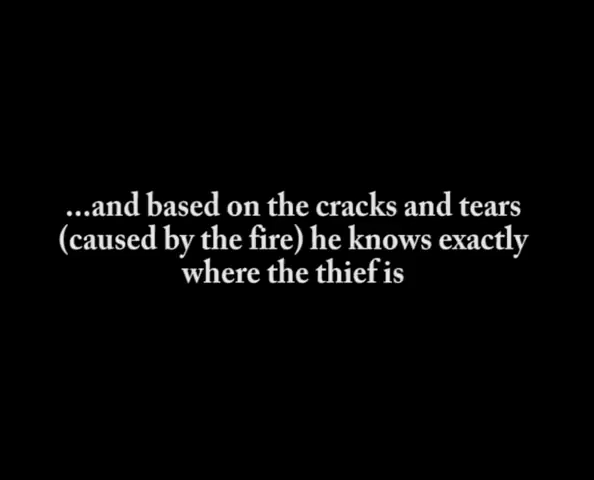 ...and based on the cracks and tears
(caused by the fire) he knows exactly
where the thief is